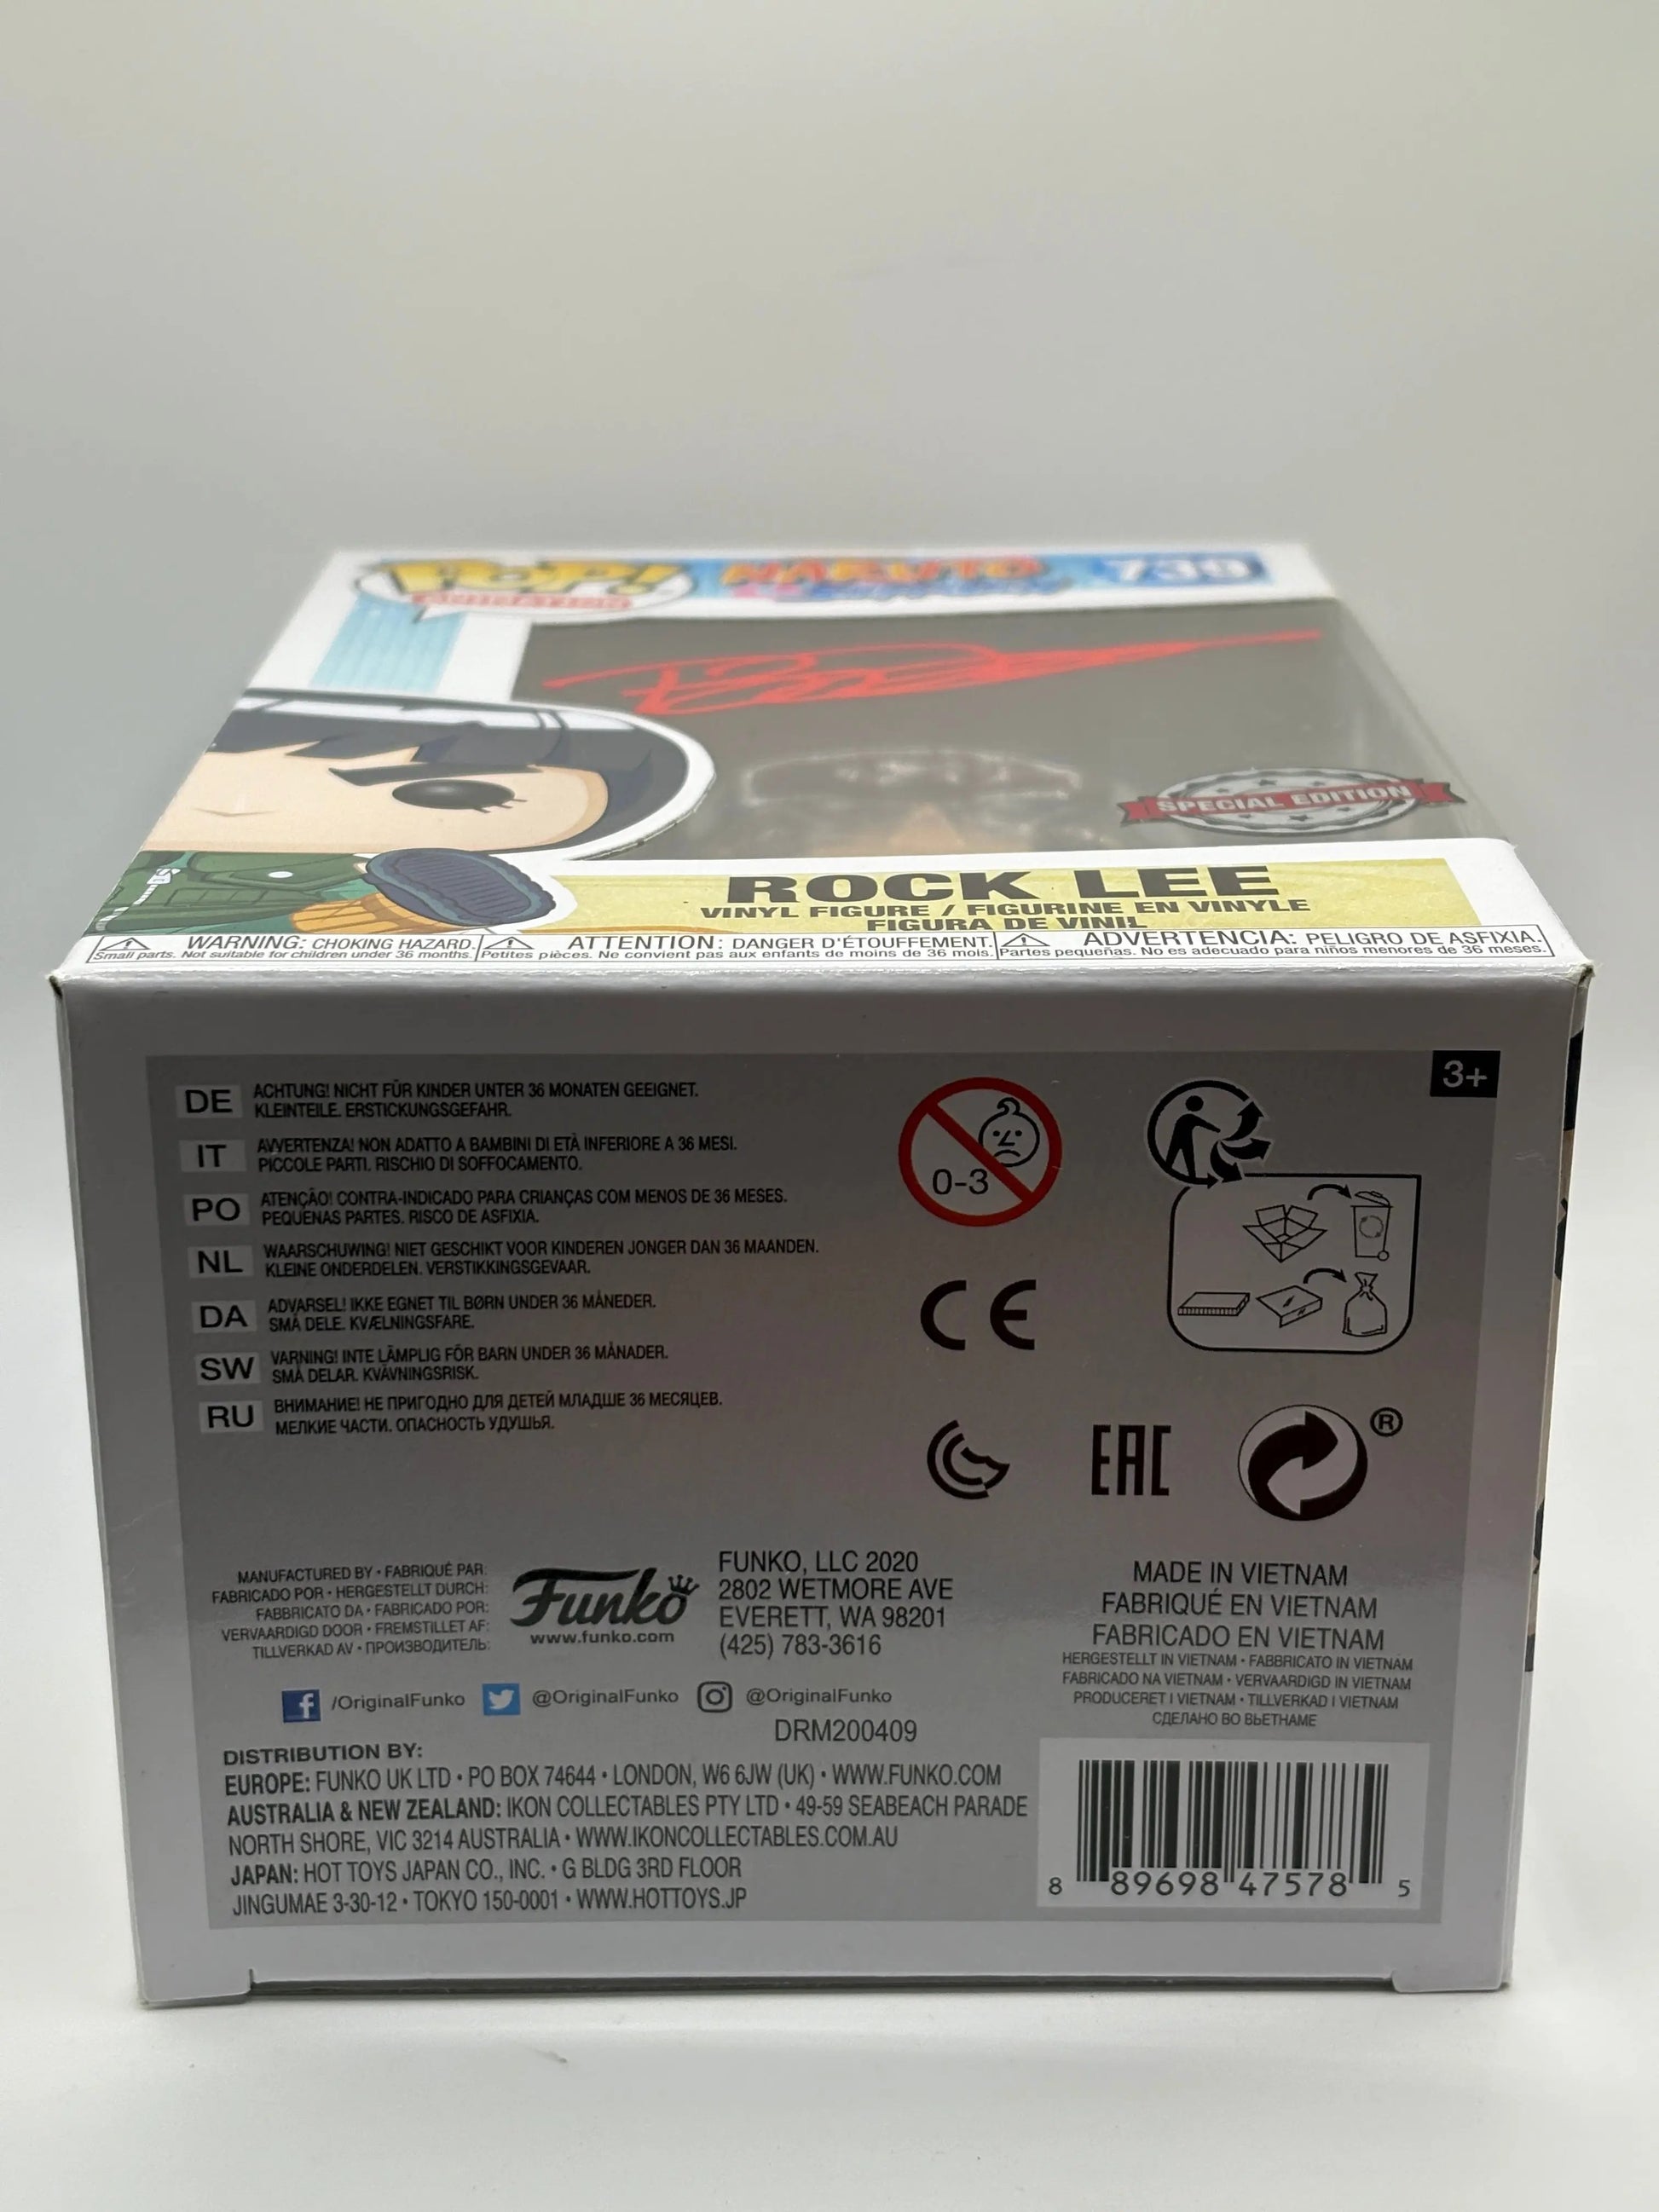 POP!
ANIMATION
NARUTO
739
SPECIAL EDITION
ROCK LEE
VINYL FIGURE / FIGURINE EN VINYLE
FIGURA DE VINIL
WARNING: CHOKING HAZARD.
Small parts. Not suitable for children under 36 months.
ATTENTION: DANGER D'ÉTOUFFEMENT.
Petites pièces. Ne convient pas aux enfants de moins de 36 mois.
ADVERTENCIA: PELIGRO DE ASFIXIA.
Partes pequeñas. No es adecuado para niños menores de 36 meses.
3+
DE ACHTUNG! NICHT FÜR KINDER UNTER 36 MONATEN GEEIGNET.
KLEINTEILE. ERSTICKUNGSGEFAHR.
IT AVVERTENZA! NON ADATTO A BAMBINI DI ETÀ INFERIORE A 36 MESI.
PICCOLE PARTI. RISCHIO DI SOFFOCAMENTO.
PO ATENÇÃO! CONTRA-INDICADO PARA CRIANÇAS COM MENOS DE 36 MESES.
PEQUENAS PARTES. RISCO DE ASFIXIA.
NL WAARSCHUWING! NIET GESCHIKT VOOR KINDEREN JONGER DAN 36 MAANDEN.
KLEINE ONDERDELEN. VERSTIKKINGSGEVAAR.
DA ADVARSEL! IKKE EGNET TIL BØRN UNDER 36 MÅNEDER.
SMÅ DELE. KVÆLNINGSFARE.
SW VARNING! INTE LÄMPLIG FÖR BARN UNDER 36 MÅNADER.
SMÅ DELAR. KVÄVNINGSRISK.
RU ВНИМАНИЕ! НЕ ПРИГОДНО ДЛЯ ДЕТЕЙ МЛАДШЕ 36 МЕСЯЦЕВ.
МЕЛКИЕ ЧАСТИ. ОПАСНОСТЬ УДУШЬЯ.
0-3
CE
EAC
®
MANUFACTURED BY • FABRIQUÉ PAR:
FABRICADO POR • HERGESTELLT DURCH:
FABBRICATO DA • FABRICADO POR:
VERVAARDIGD DOOR • FREMSTILLET AF:
TILLVERKAD AV • ПРОИЗВОДИТЕЛЬ:
Funko
www.funko.com
FUNKO, LLC 2020
2802 WETMORE AVE
EVERETT, WA 98201
(425) 783-3616
MADE IN VIETNAM
FABRIQUÉ EN VIETNAM
FABRICADO EN VIETNAM
HERGESTELLT IN VIETNAM • FABBRICATO IN VIETNAM
FABRICADO NA VIETNAM • VERVAARDIGD IN VIETNAM
PRODUCERET I VIETNAM • TILLVERKAD I VIETNAM
СДЕЛАНО ВО ВЬЕТНАМЕ
/OriginalFunko @OriginalFunko @OriginalFunko
DRM200409
DISTRIBUTION BY:
EUROPE: FUNKO UK LTD • PO BOX 74644 • LONDON, W6 6JW (UK) • WWW.FUNKO.COM
AUSTRALIA & NEW ZEALAND: IKON COLLECTABLES PTY LTD • 49-59 SEABEACH PARADE
NORTH SHORE, VIC 3214 AUSTRALIA • WWW.IKONCOLLECTABLES.COM.AU
JAPAN: HOT TOYS JAPAN CO., INC. • G BLDG 3RD FLOOR
JINGUMAE 3-30-12 • TOKYO 150-0001 • WWW.HOTTOYS.JP
8 89698 47578 5